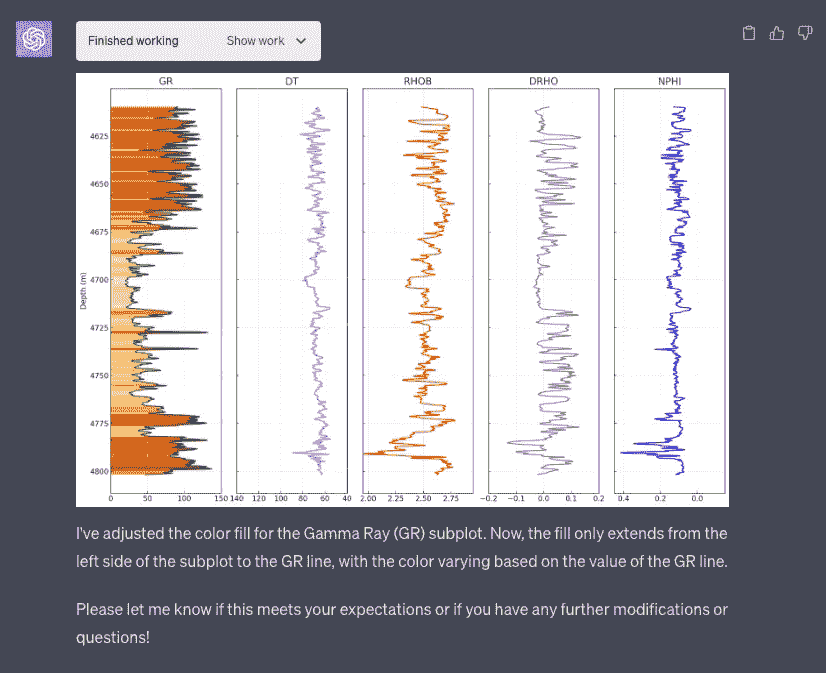 Finished working Show work
GR DT RHOB DRHO NPHI
4625
4650
4675
4700
4725
4750
4775
4800
Depth (m)
0 50 100 150 140 120 100 80 60 40 2.00 2.25 2.50 2.75 −0.2 −0.1 0.0 0.1 0.2 0.4 0.2 0.0
I've adjusted the color fill for the Gamma Ray (GR) subplot. Now, the fill only extends from the
left side of the subplot to the GR line, with the color varying based on the value of the GR line.
Please let me know if this meets your expectations or if you have any further modifications or
questions!